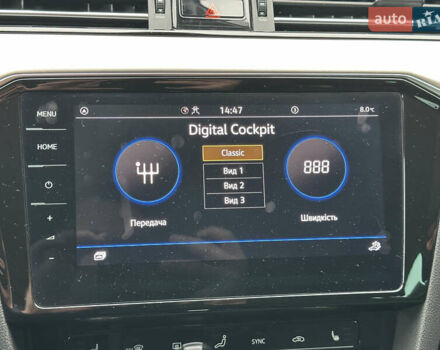 auto RIA
MENU
14:47
8.0°C
Digital Cockpit
HOME
Classic
888
Вид 1
Вид 2
Вид 3
Передача
Швидкість
+
-
SYNC